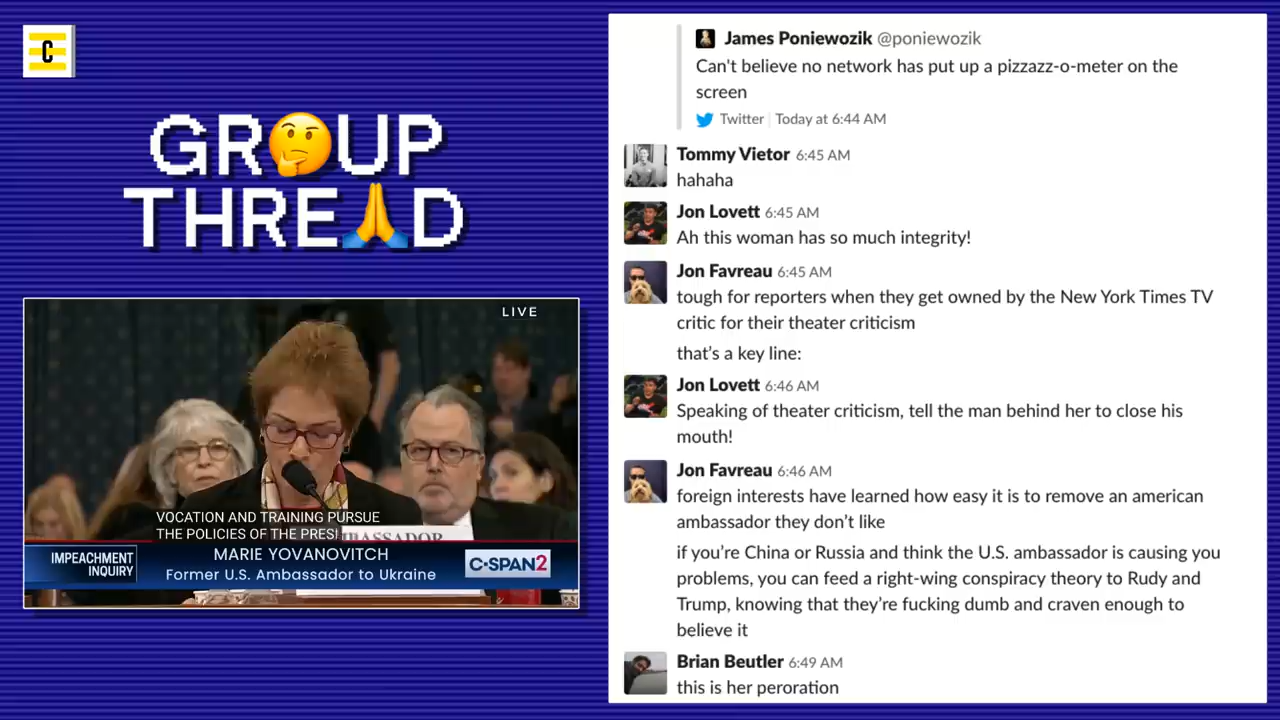 C
GR🤔UP
THRE🙏D
LIVE
VOCATION AND TRAINING PURSUE
THE POLICIES OF THE PRESI
BASSADOR
IMPEACHMENT
INQUIRY
MARIE YOVANOVITCH
Former U.S. Ambassador to Ukraine
C-SPAN2
James Poniewozik @poniewozik
Can't believe no network has put up a pizzazz-o-meter on the
screen
Twitter | Today at 6:44 AM
Tommy Vietor 6:45 AM
hahaha
Jon Lovett 6:45 AM
Ah this woman has so much integrity!
Jon Favreau 6:45 AM
tough for reporters when they get owned by the New York Times TV
critic for their theater criticism
that's a key line:
Jon Lovett 6:46 AM
Speaking of theater criticism, tell the man behind her to close his
mouth!
Jon Favreau 6:46 AM
foreign interests have learned how easy it is to remove an american
ambassador they don't like
if you're China or Russia and think the U.S. ambassador is causing you
problems, you can feed a right-wing conspiracy theory to Rudy and
Trump, knowing that they're fucking dumb and craven enough to
believe it
Brian Beutler 6:49 AM
this is her peroration